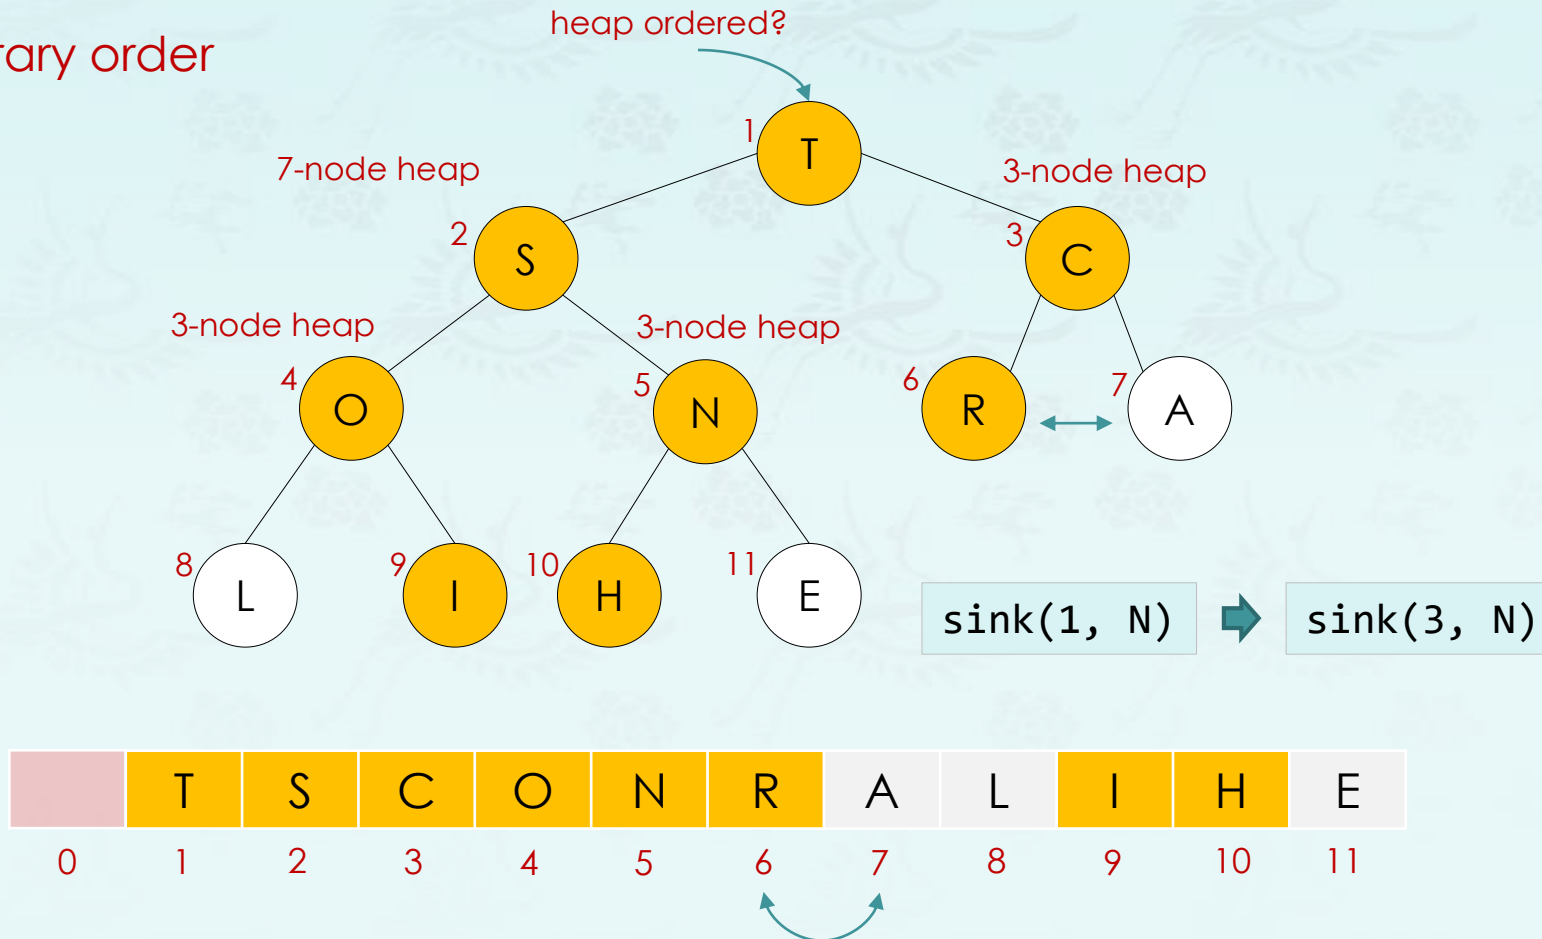 heap ordered?
rary order
1
T
7-node heap
3-node heap
2
S
3
C
3-node heap
3-node heap
4
O
5
N
6
R
7
A
8
L
9
I
10
H
11
E
sink(1, N)
sink(3, N)
T S C O N R A L I H E
0 1 2 3 4 5 6 7 8 9 10 11